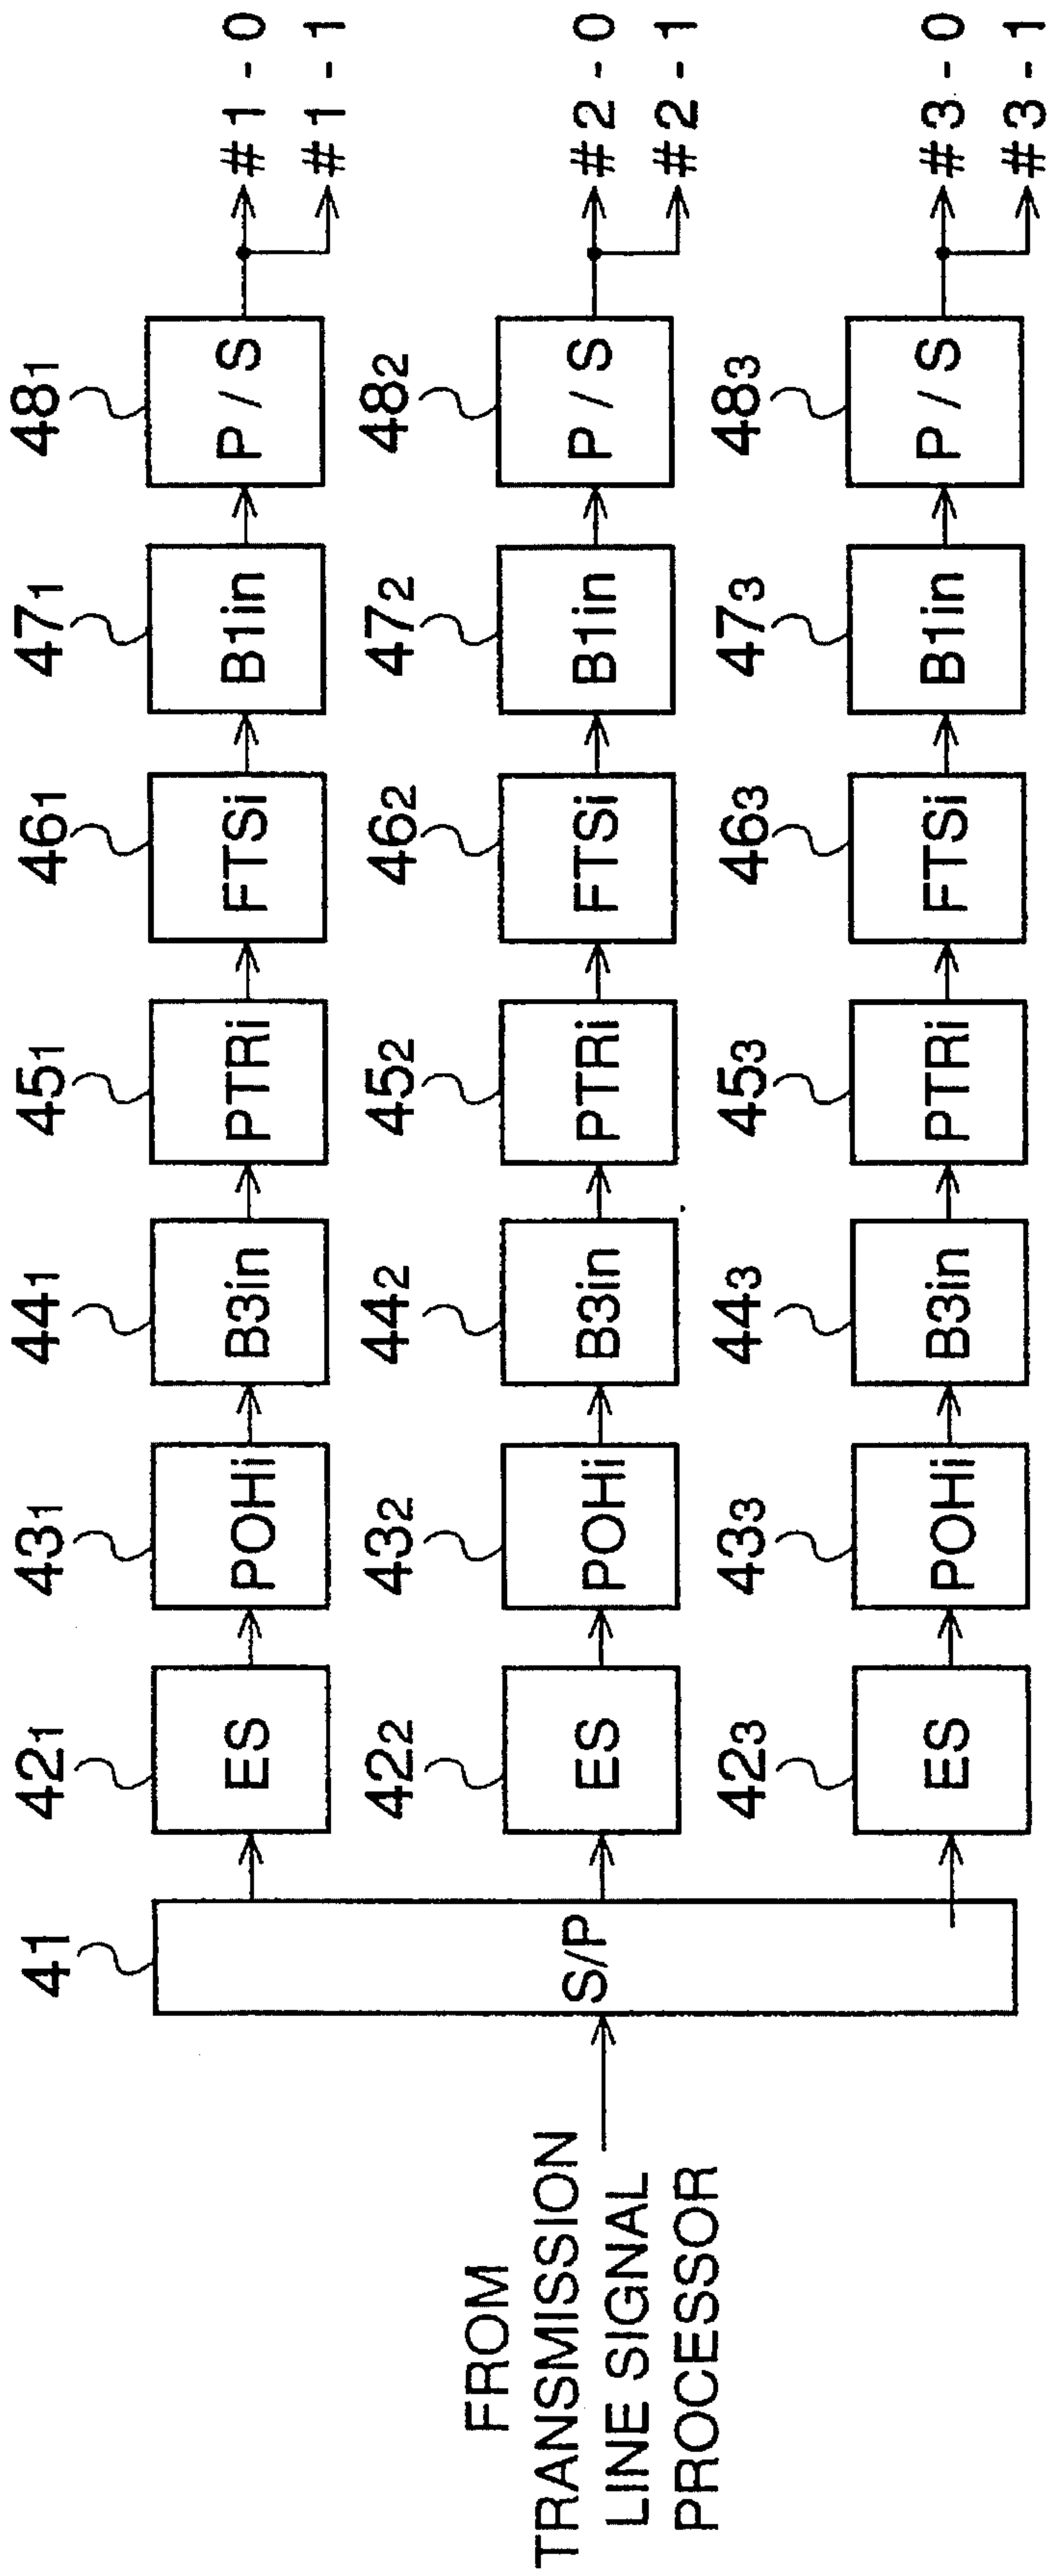 FROM
TRANSMISSION
LINE SIGNAL
PROCESSOR
41
S/P
42₁
43₁
44₁
45₁
46₁
47₁
48₁
ES
POHi
B3in
PTRi
FTSi
B1in
P / S
#1 - 0
#1 - 1
42₂
43₂
44₂
45₂
46₂
47₂
48₂
ES
POHi
B3in
PTRi
FTSi
B1in
P / S
#2 - 0
#2 - 1
42₃
43₃
44₃
45₃
46₃
47₃
48₃
ES
POHi
B3in
PTRi
FTSi
B1in
P / S
#3 - 0
#3 - 1